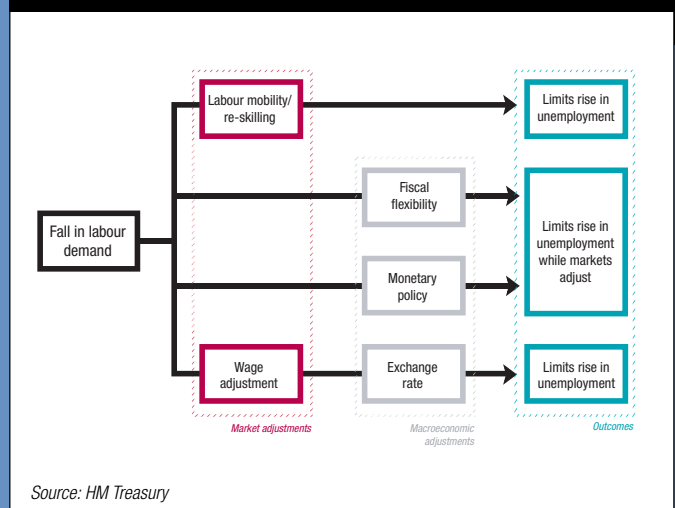 Labour mobility/
re-skilling
Limits rise in
unemployment
Fiscal
flexibility
Fall in labour
demand
Limits rise in
unemployment
while markets
adjust
Monetary
policy
Wage
adjustment
Exchange
rate
Limits rise in
unemployment
Market adjustments
Macroeconomic
adjustments
Outcomes
Source: HM Treasury